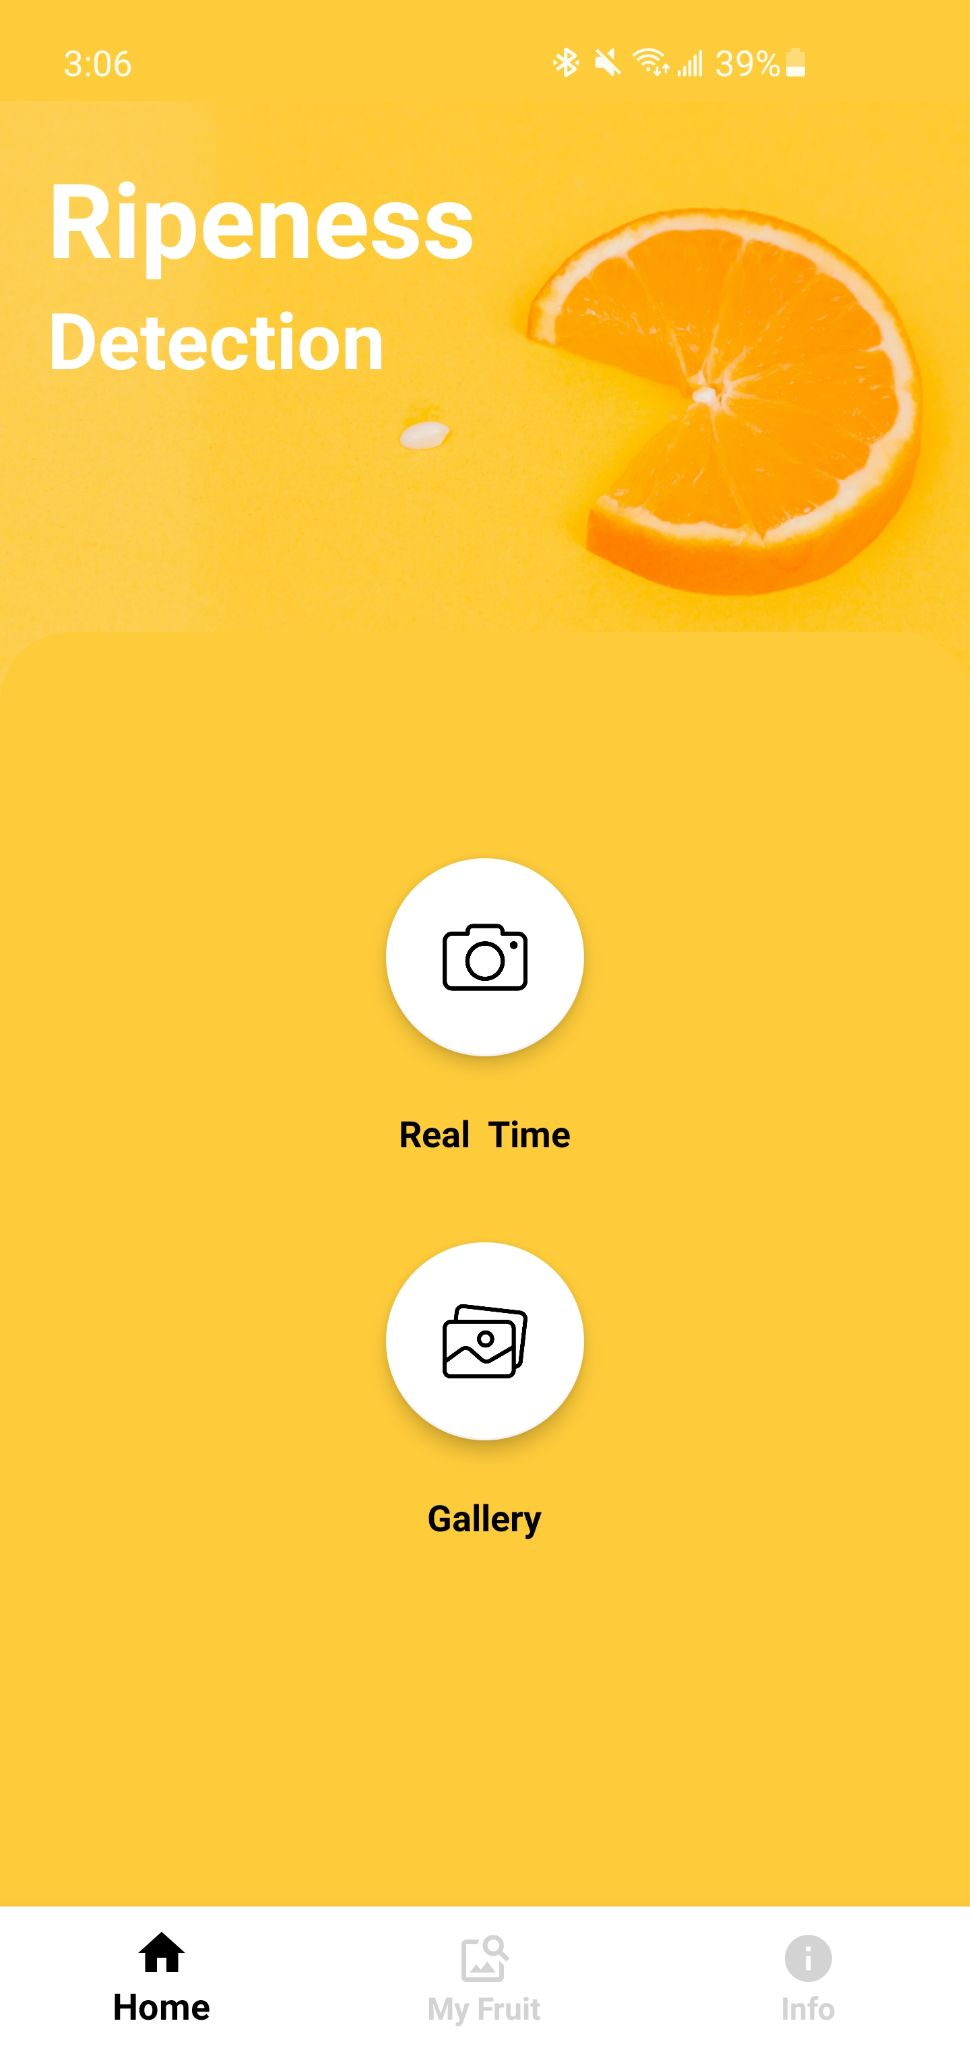 3:06 39%
Ripeness
Detection
Real Time
Gallery
Home My Fruit Info